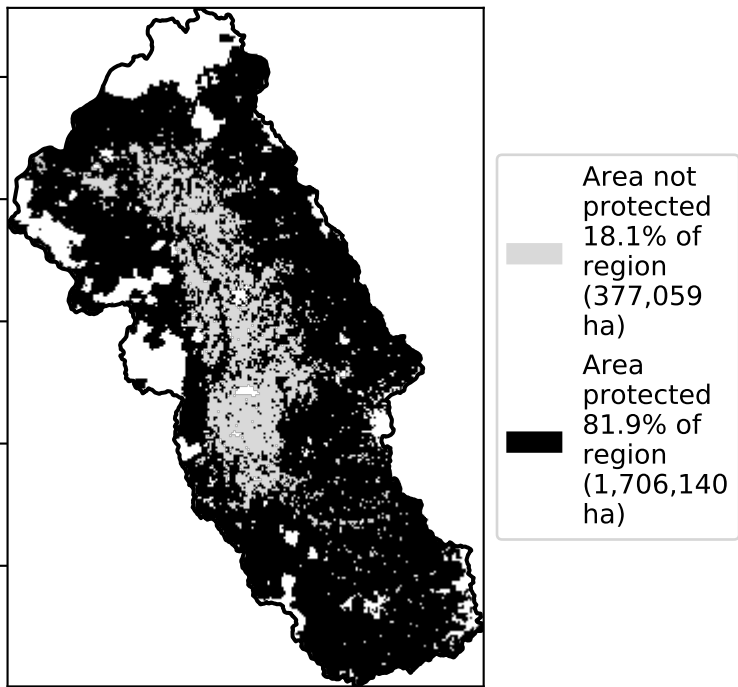 Area not
protected
18.1% of
region
(377,059
ha)
Area
protected
81.9% of
region
(1,706,140
ha)